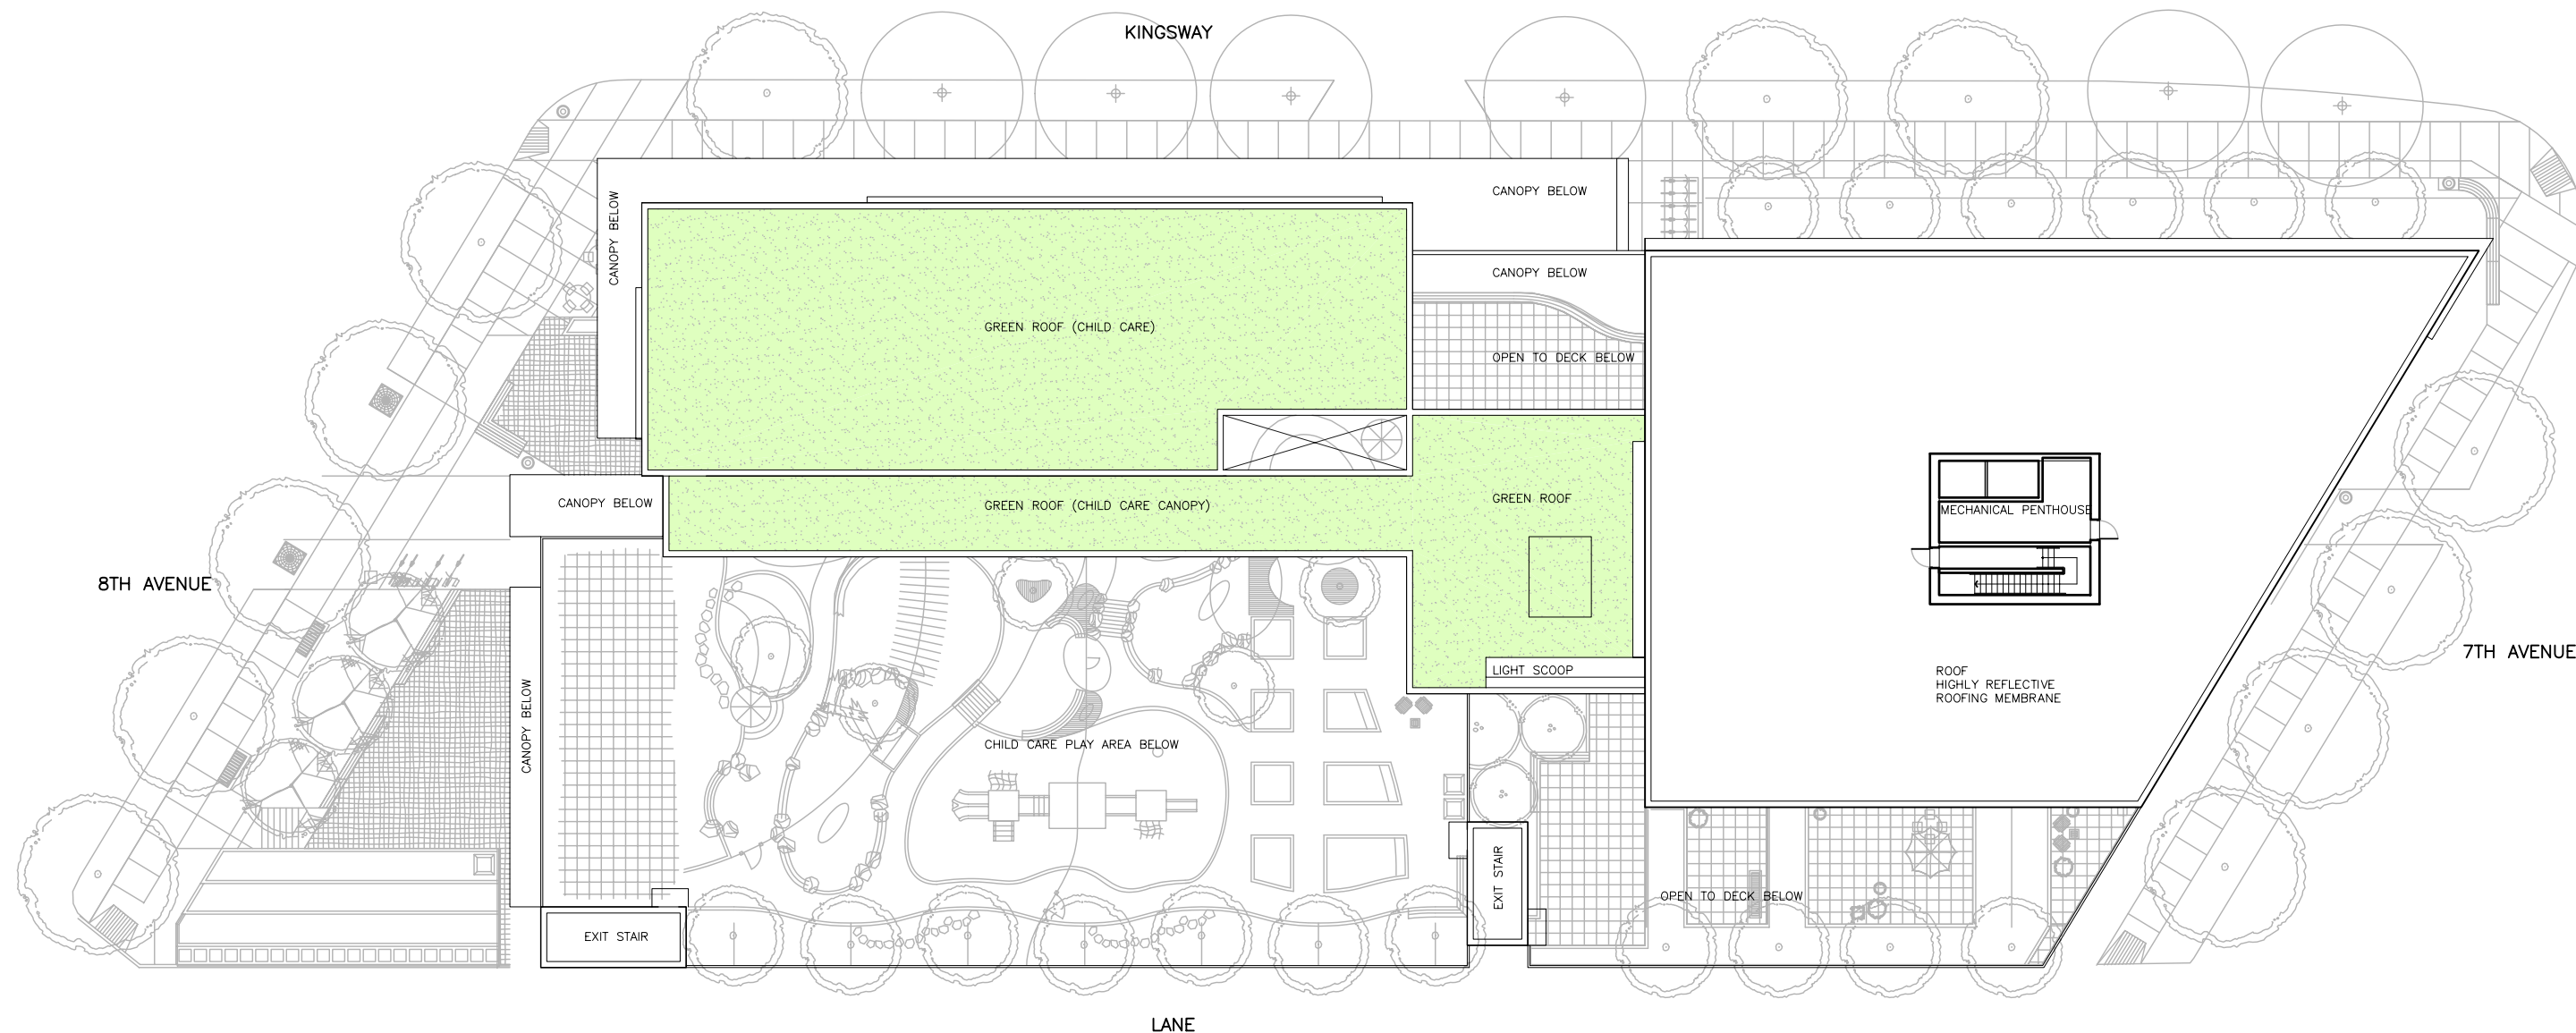 KINGSWAY
CANOPY BELOW
CANOPY BELOW
CANOPY BELOW
GREEN ROOF (CHILD CARE)
OPEN TO DECK BELOW
CANOPY BELOW
GREEN ROOF (CHILD CARE CANOPY)
GREEN ROOF
MECHANICAL PENTHOUSE
8TH AVENUE
7TH AVENUE
LIGHT SCOOP
ROOF
HIGHLY REFLECTIVE
ROOFING MEMBRANE
CANOPY BELOW
CHILD CARE PLAY AREA BELOW
EXIT STAIR
OPEN TO DECK BELOW
EXIT STAIR
LANE